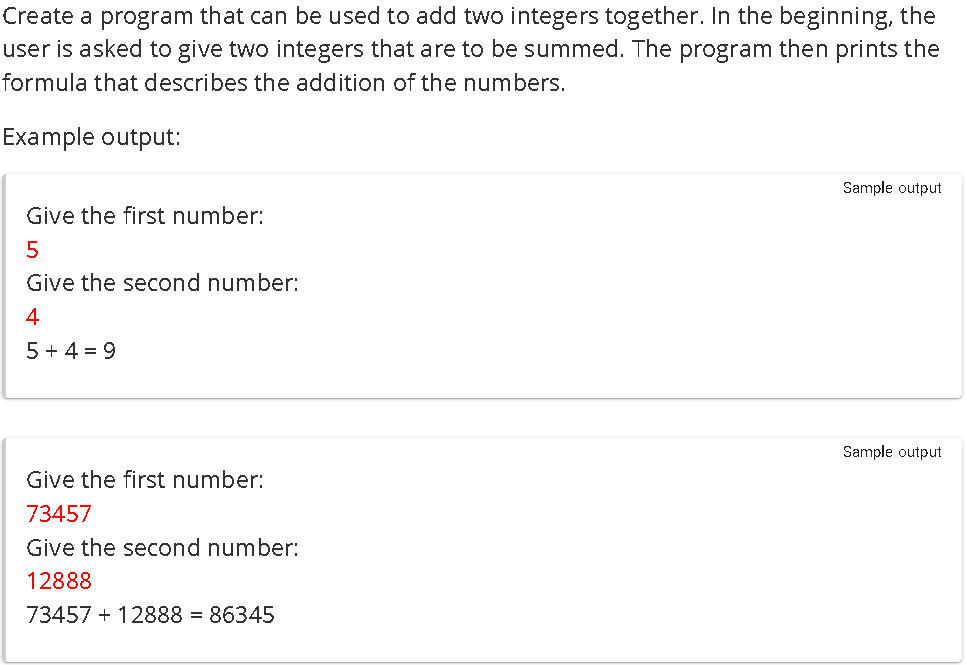 Create a program that can be used to add two integers together. In the beginning, the
user is asked to give two integers that are to be summed. The program then prints the
formula that describes the addition of the numbers.
Example output:
Sample output
Give the first number:
5
Give the second number:
4
5 + 4 = 9
Sample output
Give the first number:
73457
Give the second number:
12888
73457 + 12888 = 86345